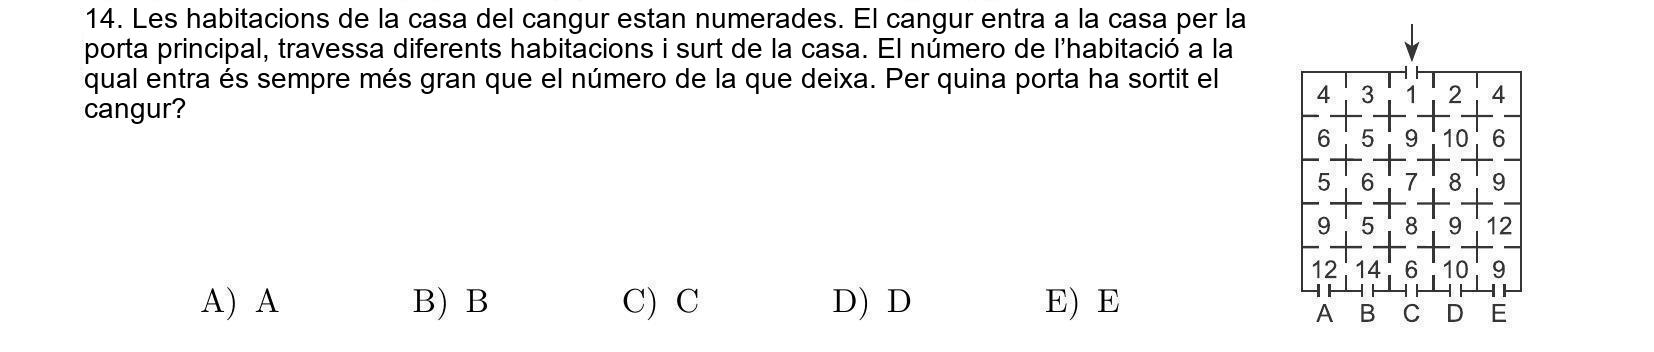 14. Les habitacions de la casa del cangur estan numerades. El cangur entra a la casa per la
porta principal, travessa diferents habitacions i surt de la casa. El número de l’habitació a la
qual entra és sempre més gran que el número de la que deixa. Per quina porta ha sortit el
cangur?
4 3 1 2 4
6 5 9 10 6
5 6 7 8 9
9 5 8 9 12
12 14 6 10 9
A B C D E
A) A B) B C) C D) D E) E